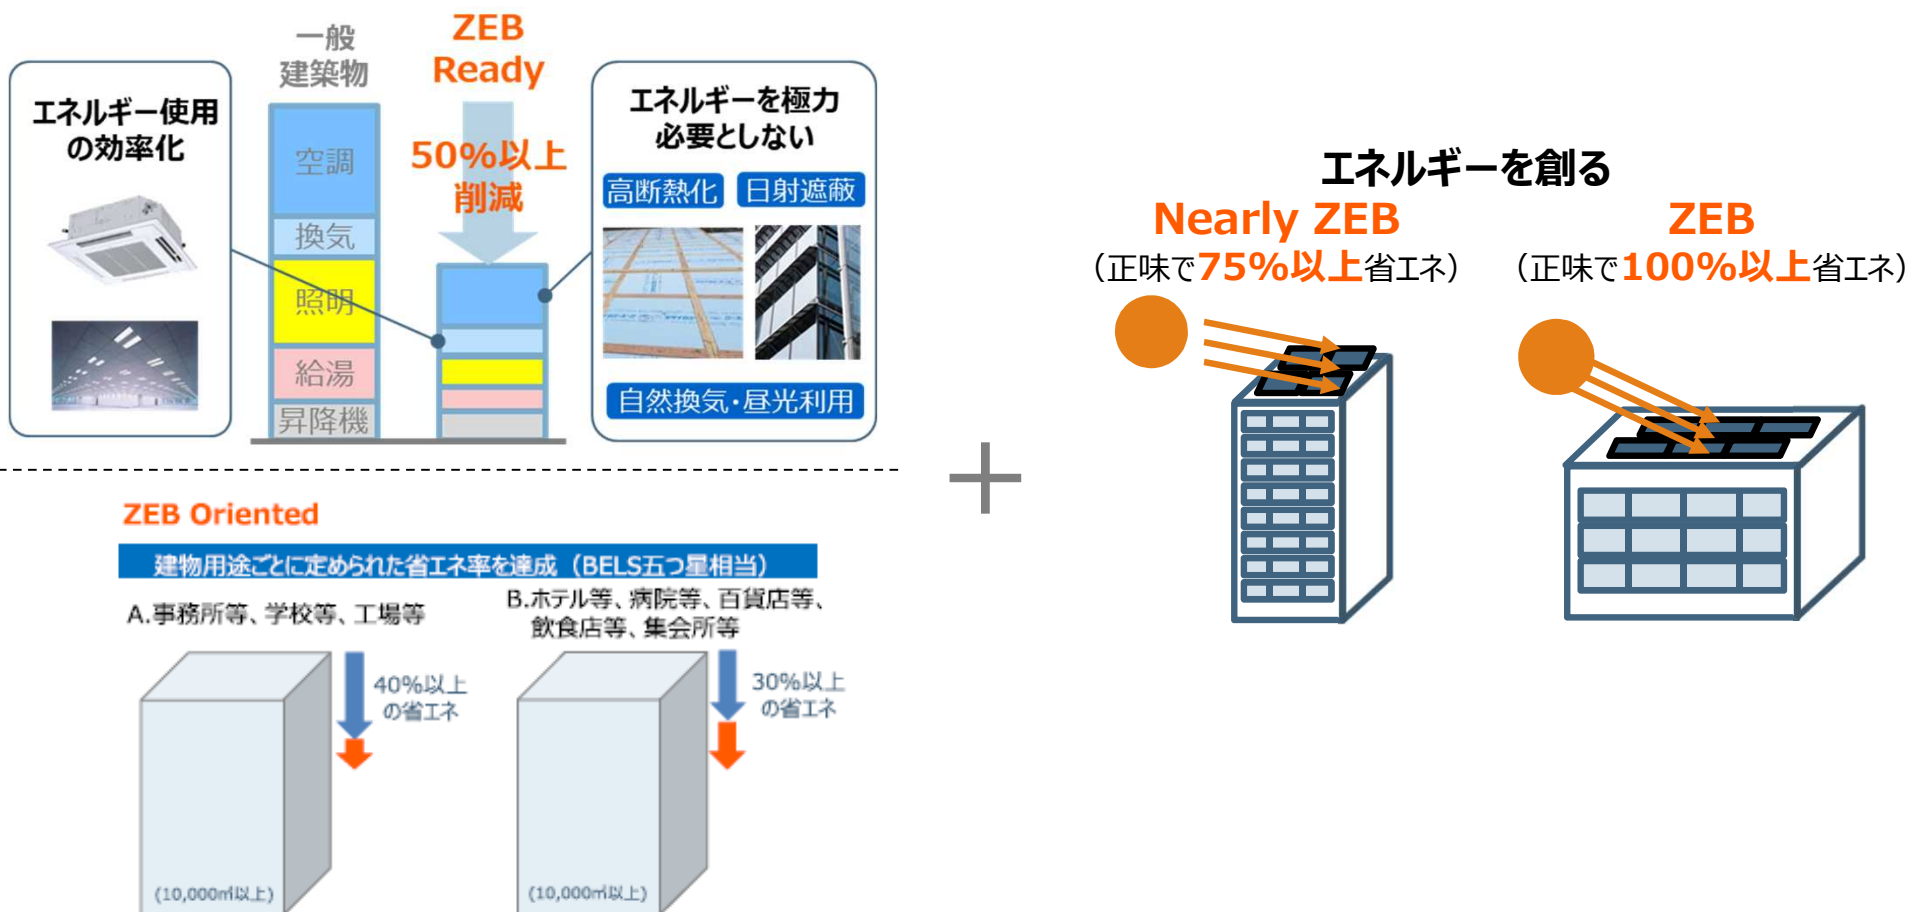 エネルギー使用
の効率化
一般
建築物
空調
換気
照明
給湯
昇降機
ZEB
Ready
50%以上
削減
エネルギーを極力
必要としない
高断熱化
日射遮蔽
自然換気・昼光利用
ZEB Oriented
建物用途ごとに定められた省エネ率を達成（BELS五つ星相当）
A.事務所等、学校等、工場等
40%以上
の省エネ
(10,000㎡以上)
B.ホテル等、病院等、百貨店等、
飲食店等、集会所等
30%以上
の省エネ
(10,000㎡以上)
＋
エネルギーを創る
Nearly ZEB
（正味で75%以上省エネ）
ZEB
（正味で100%以上省エネ）